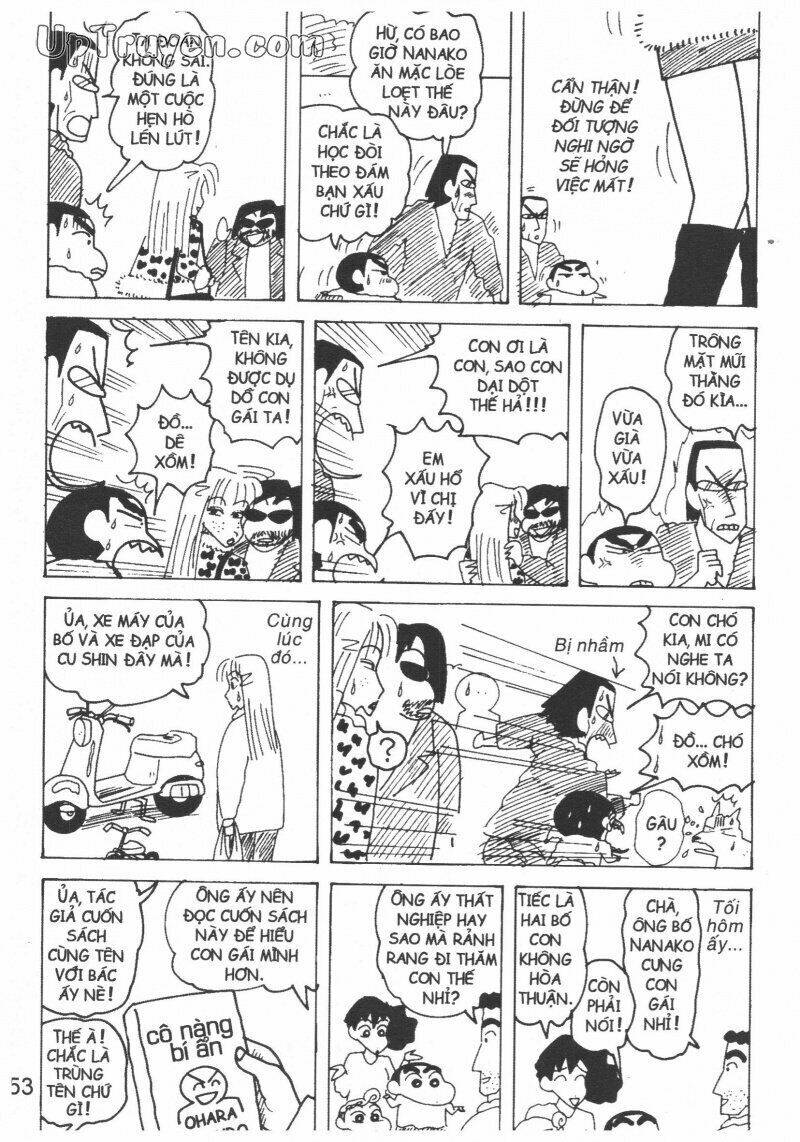 UpTruyen.com
CẨN THẬN!
ĐỪNG ĐỂ
ĐỐI TƯỢNG
NGHI NGỜ
SẼ HỎNG
VIỆC MẤT!
HỪ, CÓ BAO
GIỜ NANAKO
ĂN MẶC LÒE
LOẸT THẾ
NÀY ĐÂU?
CHẮC LÀ
HỌC ĐÒI
THEO ĐÁM
BẠN XẤU
CHỨ GÌ!
KHÔNG SAI.
ĐÚNG LÀ
MỘT CUỘC
HẸN HÒ
LÉN LÚT!
TRÔNG
MẶT MŨI
THẰNG
ĐÓ KÌA...
VỪA
GIÀ
VỪA
XẤU!
CON ƠI LÀ
CON, SAO CON
DẠI DỘT
THẾ HẢ!!!
EM
XẤU HỔ
VÌ CHỊ
ĐẤY!
TÊN KIA,
KHÔNG
ĐƯỢC DỤ
DỖ CON
GÁI TA!
ĐỒ...
DÊ
XỒM!
CON CHÓ
KIA, MI CÓ
NGHE TA
NÓI KHÔNG?
Bị nhầm
ĐỒ... CHÓ
XỒM!
GÂU
?
?
Cùng
lúc
đó...
ỦA, XE MÁY CỦA
BỐ VÀ XE ĐẠP CỦA
CU SHIN ĐÂY MÀ!
Tối
hôm
ấy...
CHÀ,
ÔNG BỐ
NANAKO
CƯNG
CON
GÁI
NHỈ!
CÒN
PHẢI
NÓI!
TIẾC LÀ
HAI BỐ
CON
KHÔNG
HÒA
THUẬN.
ÔNG ẤY THẤT
NGHIỆP HAY
SAO MÀ RẢNH
RANG ĐI THĂM
CON THẾ
NHỈ?
ÔNG ẤY NÊN
ĐỌC CUỐN SÁCH
NÀY ĐỂ HIỂU
CON GÁI MÌNH
HƠN.
ỦA, TÁC
GIẢ CUỐN
SÁCH
CÙNG TÊN
VỚI BÁC
ẤY NÈ!
cô nàng
bí ẩn
OHARA
THẾ À!
CHẮC LÀ
TRÙNG
TÊN CHỨ
GÌ!
53